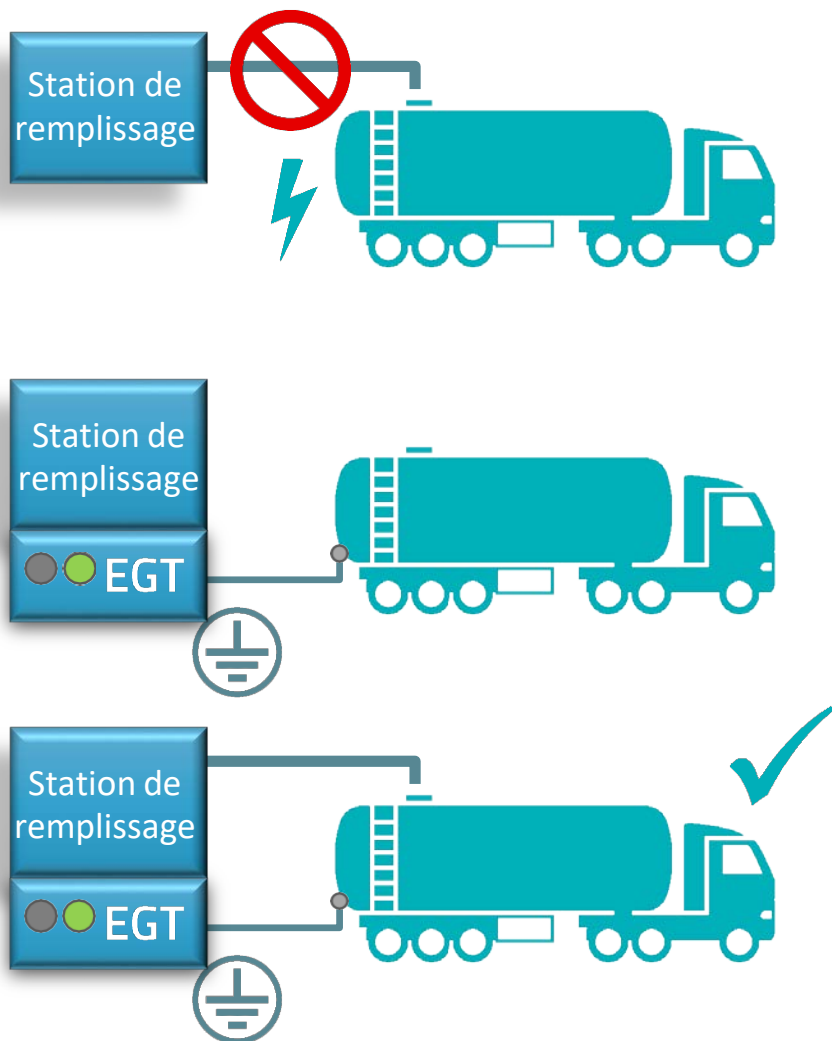 Station de
remplissage
Station de
remplissage
EGT
Station de
remplissage
EGT